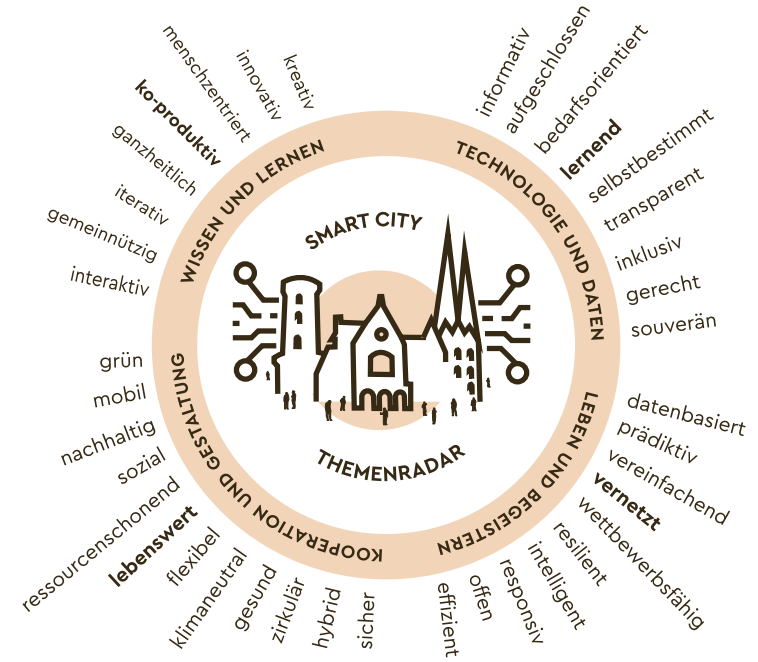 SMART CITY
THEMENRADAR
WISSEN UND LERNEN
TECHNOLOGIE UND DATEN
LEBEN UND BEGEISTERN
KOOPERATION UND GESTALTUNG
interaktiv
gemeinnützig
iterativ
ganzheitlich
ko-produktiv
menschzentriert
innovativ
kreativ
informativ
aufgeschlossen
bedarfsorientiert
lernend
selbstbestimmt
transparent
inklusiv
gerecht
souverän
datenbasiert
prädiktiv
vereinfachend
vernetzt
wettbewerbsfähig
resilient
intelligent
responsiv
offen
effizient
sicher
hybrid
zirkulär
gesund
klimaneutral
flexibel
lebenswert
ressourcenschonend
sozial
nachhaltig
mobil
grün